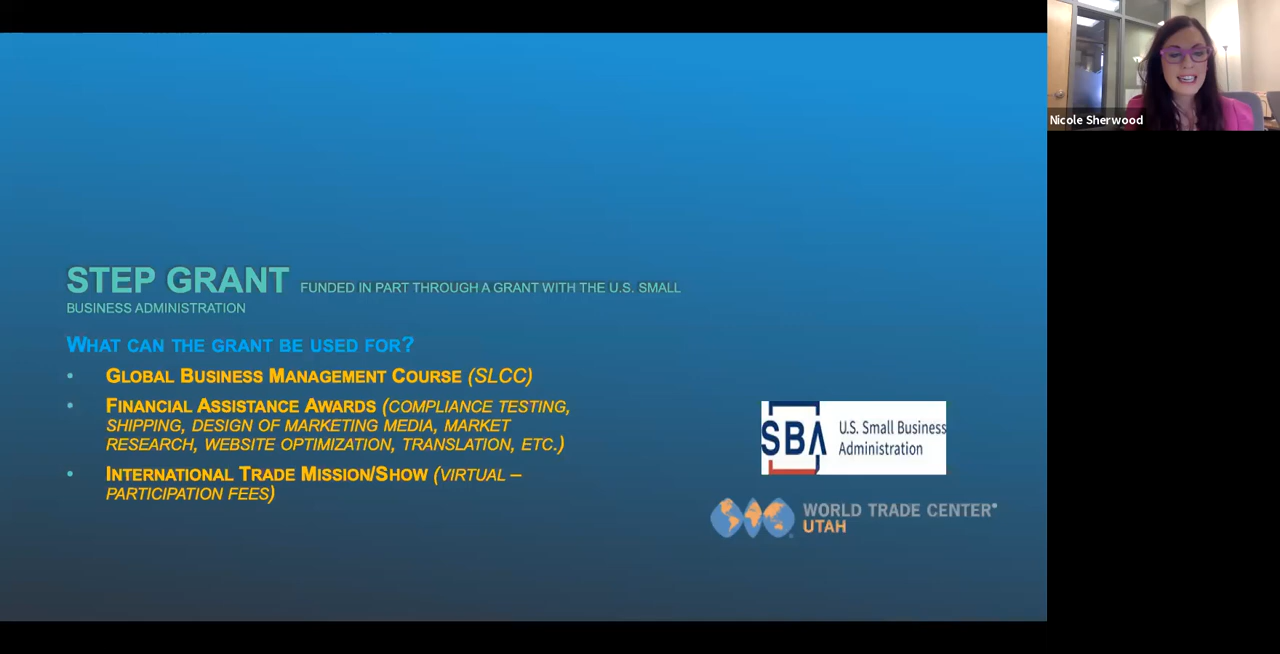 Nicole Sherwood
STEP GRANT FUNDED IN PART THROUGH A GRANT WITH THE U.S. SMALL
BUSINESS ADMINISTRATION
WHAT CAN THE GRANT BE USED FOR?
• GLOBAL BUSINESS MANAGEMENT COURSE (SLCC)
• FINANCIAL ASSISTANCE AWARDS (COMPLIANCE TESTING,
SHIPPING, DESIGN OF MARKETING MEDIA, MARKET
RESEARCH, WEBSITE OPTIMIZATION, TRANSLATION, ETC.)
• INTERNATIONAL TRADE MISSION/SHOW (VIRTUAL –
PARTICIPATION FEES)
SBA
U.S. Small Business
Administration
WORLD TRADE CENTER®
UTAH